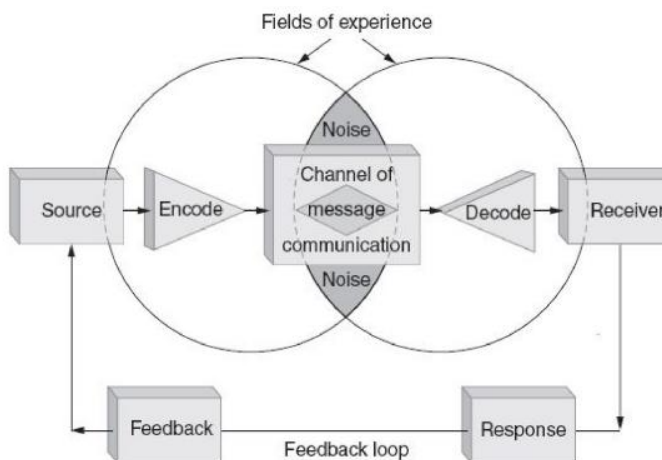 Fields of experience
Noise
Channel of
Source
Encode
message
Decode
Receiver
communication
Noise
Feedback
Response
Feedback loop